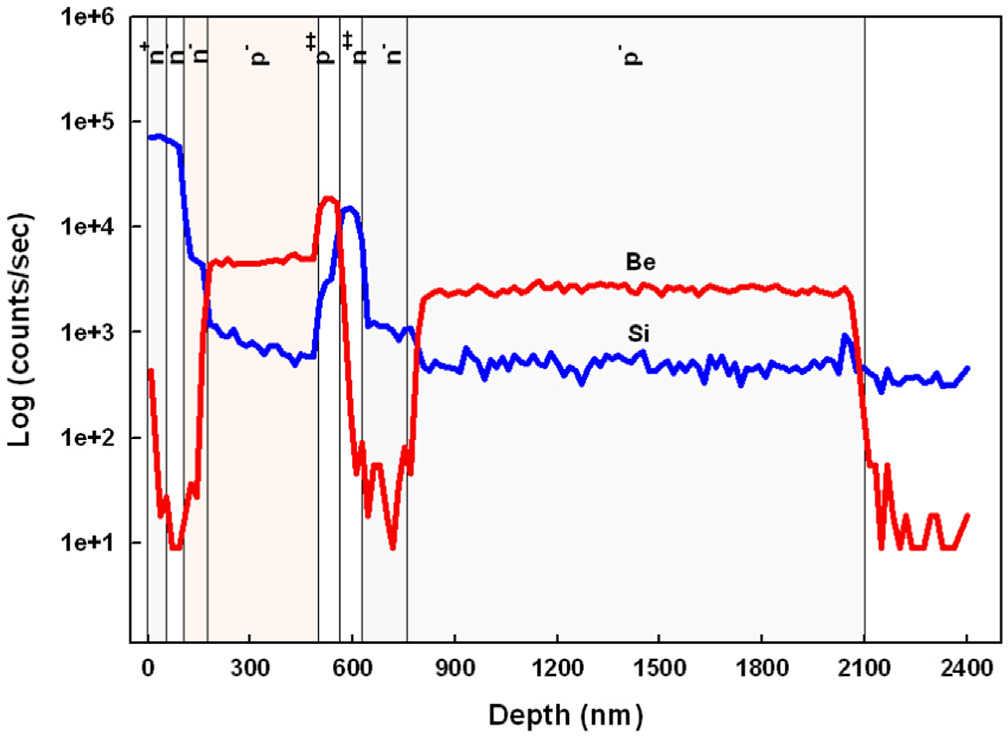 1e+6
1e+5
1e+4
1e+3
1e+2
1e+1
Log (counts/sec)
n+
n-
n-
p-
p‡
n‡
n-
p-
Be
Si
0 300 600 900 1200 1500 1800 2100 2400
Depth (nm)